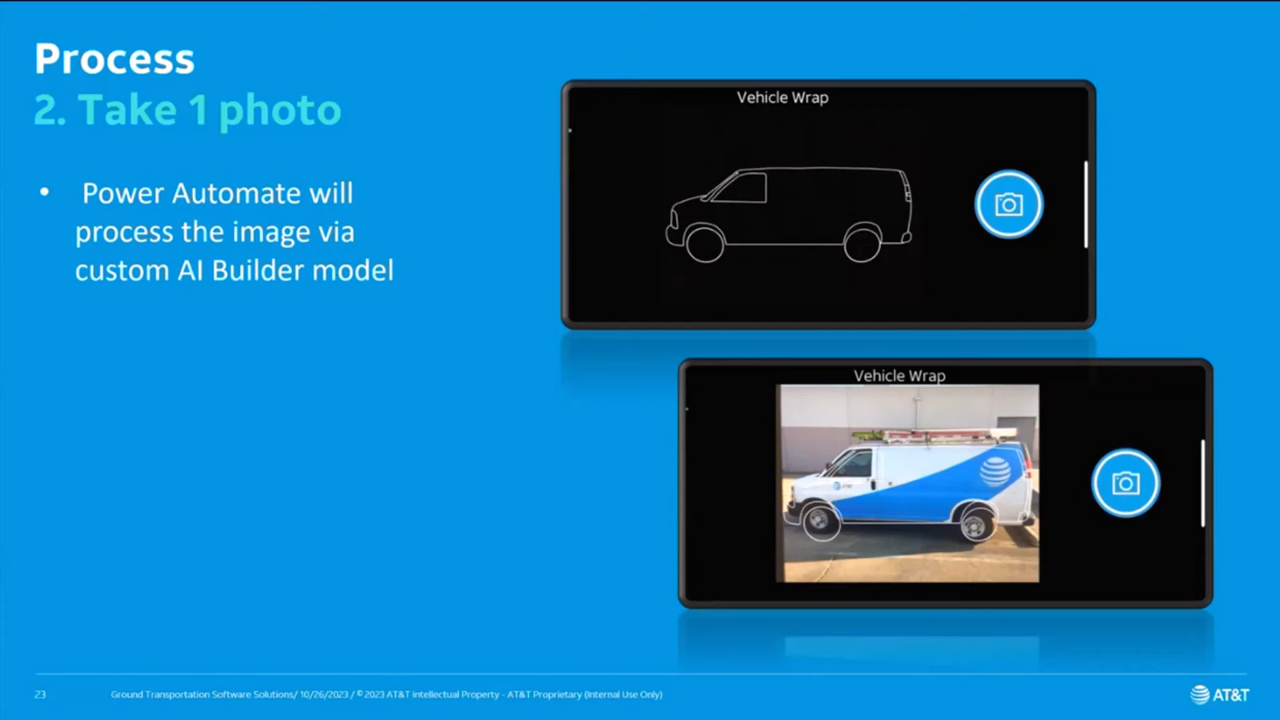 Process
2. Take 1 photo
• Power Automate will
process the image via
custom AI Builder model
Vehicle Wrap
Vehicle Wrap
23
Ground Transportation Software Solutions/ 10/26/2023 / © 2023 AT&T Intellectual Property - AT&T Proprietary (Internal Use Only)
AT&T